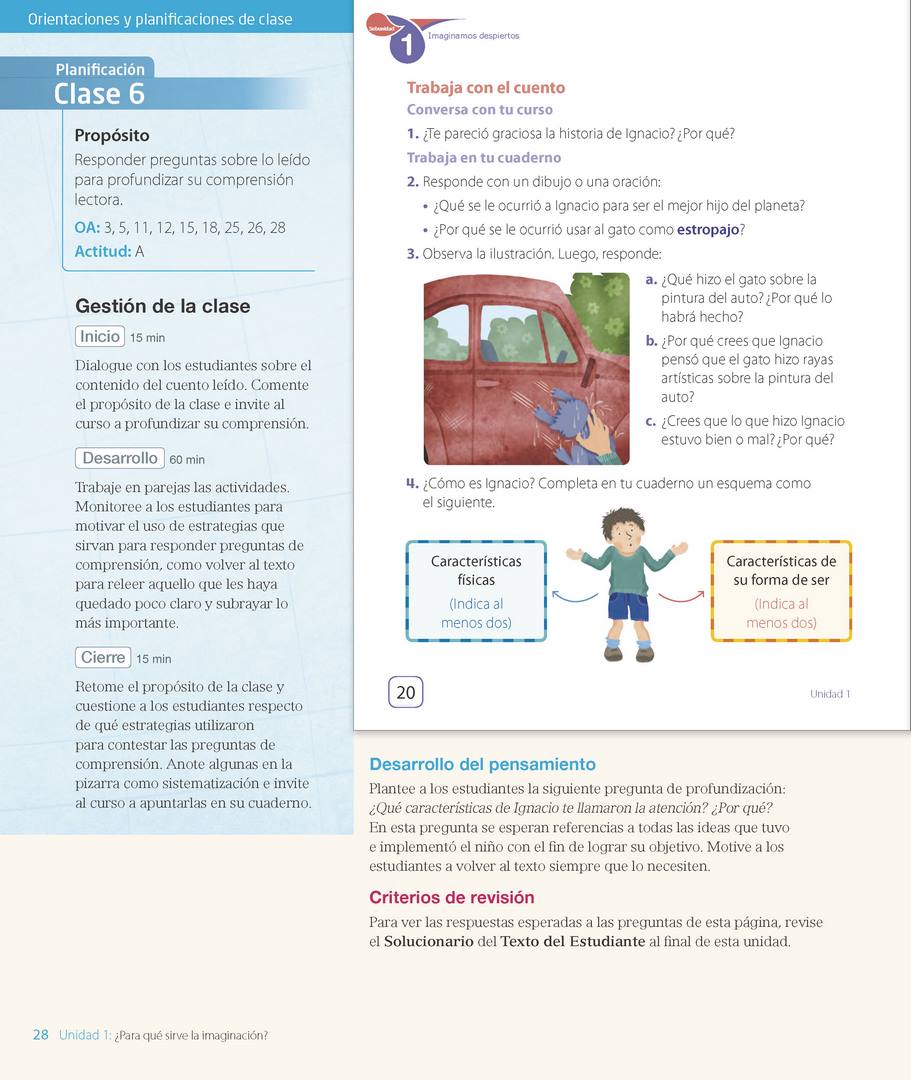 Orientaciones y planificaciones de clase
Planificación
Clase 6
Propósito
Responder preguntas sobre lo leído
para profundizar su comprensión
lectora.
OA: 3, 5, 11, 12, 15, 18, 25, 26, 28
Actitud: A
Gestión de la clase
Inicio 15 min
Dialogue con los estudiantes sobre el
contenido del cuento leído. Comente
el propósito de la clase e invite al
curso a profundizar su comprensión.
Desarrollo 60 min
Trabaje en parejas las actividades.
Monitoree a los estudiantes para
motivar el uso de estrategias que
sirvan para responder preguntas de
comprensión, como volver al texto
para releer aquello que les haya
quedado poco claro y subrayar lo
más importante.
Cierre 15 min
Retome el propósito de la clase y
cuestione a los estudiantes respecto
de qué estrategias utilizaron
para contestar las preguntas de
comprensión. Anote algunas en la
pizarra como sistematización e invite
al curso a apuntarlas en su cuaderno.
Subunidad
1
Imaginamos despiertos
Trabaja con el cuento
Conversa con tu curso
1. ¿Te pareció graciosa la historia de Ignacio? ¿Por qué?
Trabaja en tu cuaderno
2. Responde con un dibujo o una oración:
• ¿Qué se le ocurrió a Ignacio para ser el mejor hijo del planeta?
• ¿Por qué se le ocurrió usar al gato como estropajo?
3. Observa la ilustración. Luego, responde:
a. ¿Qué hizo el gato sobre la
pintura del auto? ¿Por qué lo
habrá hecho?
b. ¿Por qué crees que Ignacio
pensó que el gato hizo rayas
artísticas sobre la pintura del
auto?
c. ¿Crees que lo que hizo Ignacio
estuvo bien o mal? ¿Por qué?
4. ¿Cómo es Ignacio? Completa en tu cuaderno un esquema como
el siguiente.
Características
físicas
(Indica al
menos dos)
Características de
su forma de ser
(Indica al
menos dos)
20
Unidad 1
Desarrollo del pensamiento
Plantee a los estudiantes la siguiente pregunta de profundización:
¿Qué características de Ignacio te llamaron la atención? ¿Por qué?
En esta pregunta se esperan referencias a todas las ideas que tuvo
e implementó el niño con el fin de lograr su objetivo. Motive a los
estudiantes a volver al texto siempre que lo necesiten.
Criterios de revisión
Para ver las respuestas esperadas a las preguntas de esta página, revise
el Solucionario del Texto del Estudiante al final de esta unidad.
28 Unidad 1: ¿Para qué sirve la imaginación?